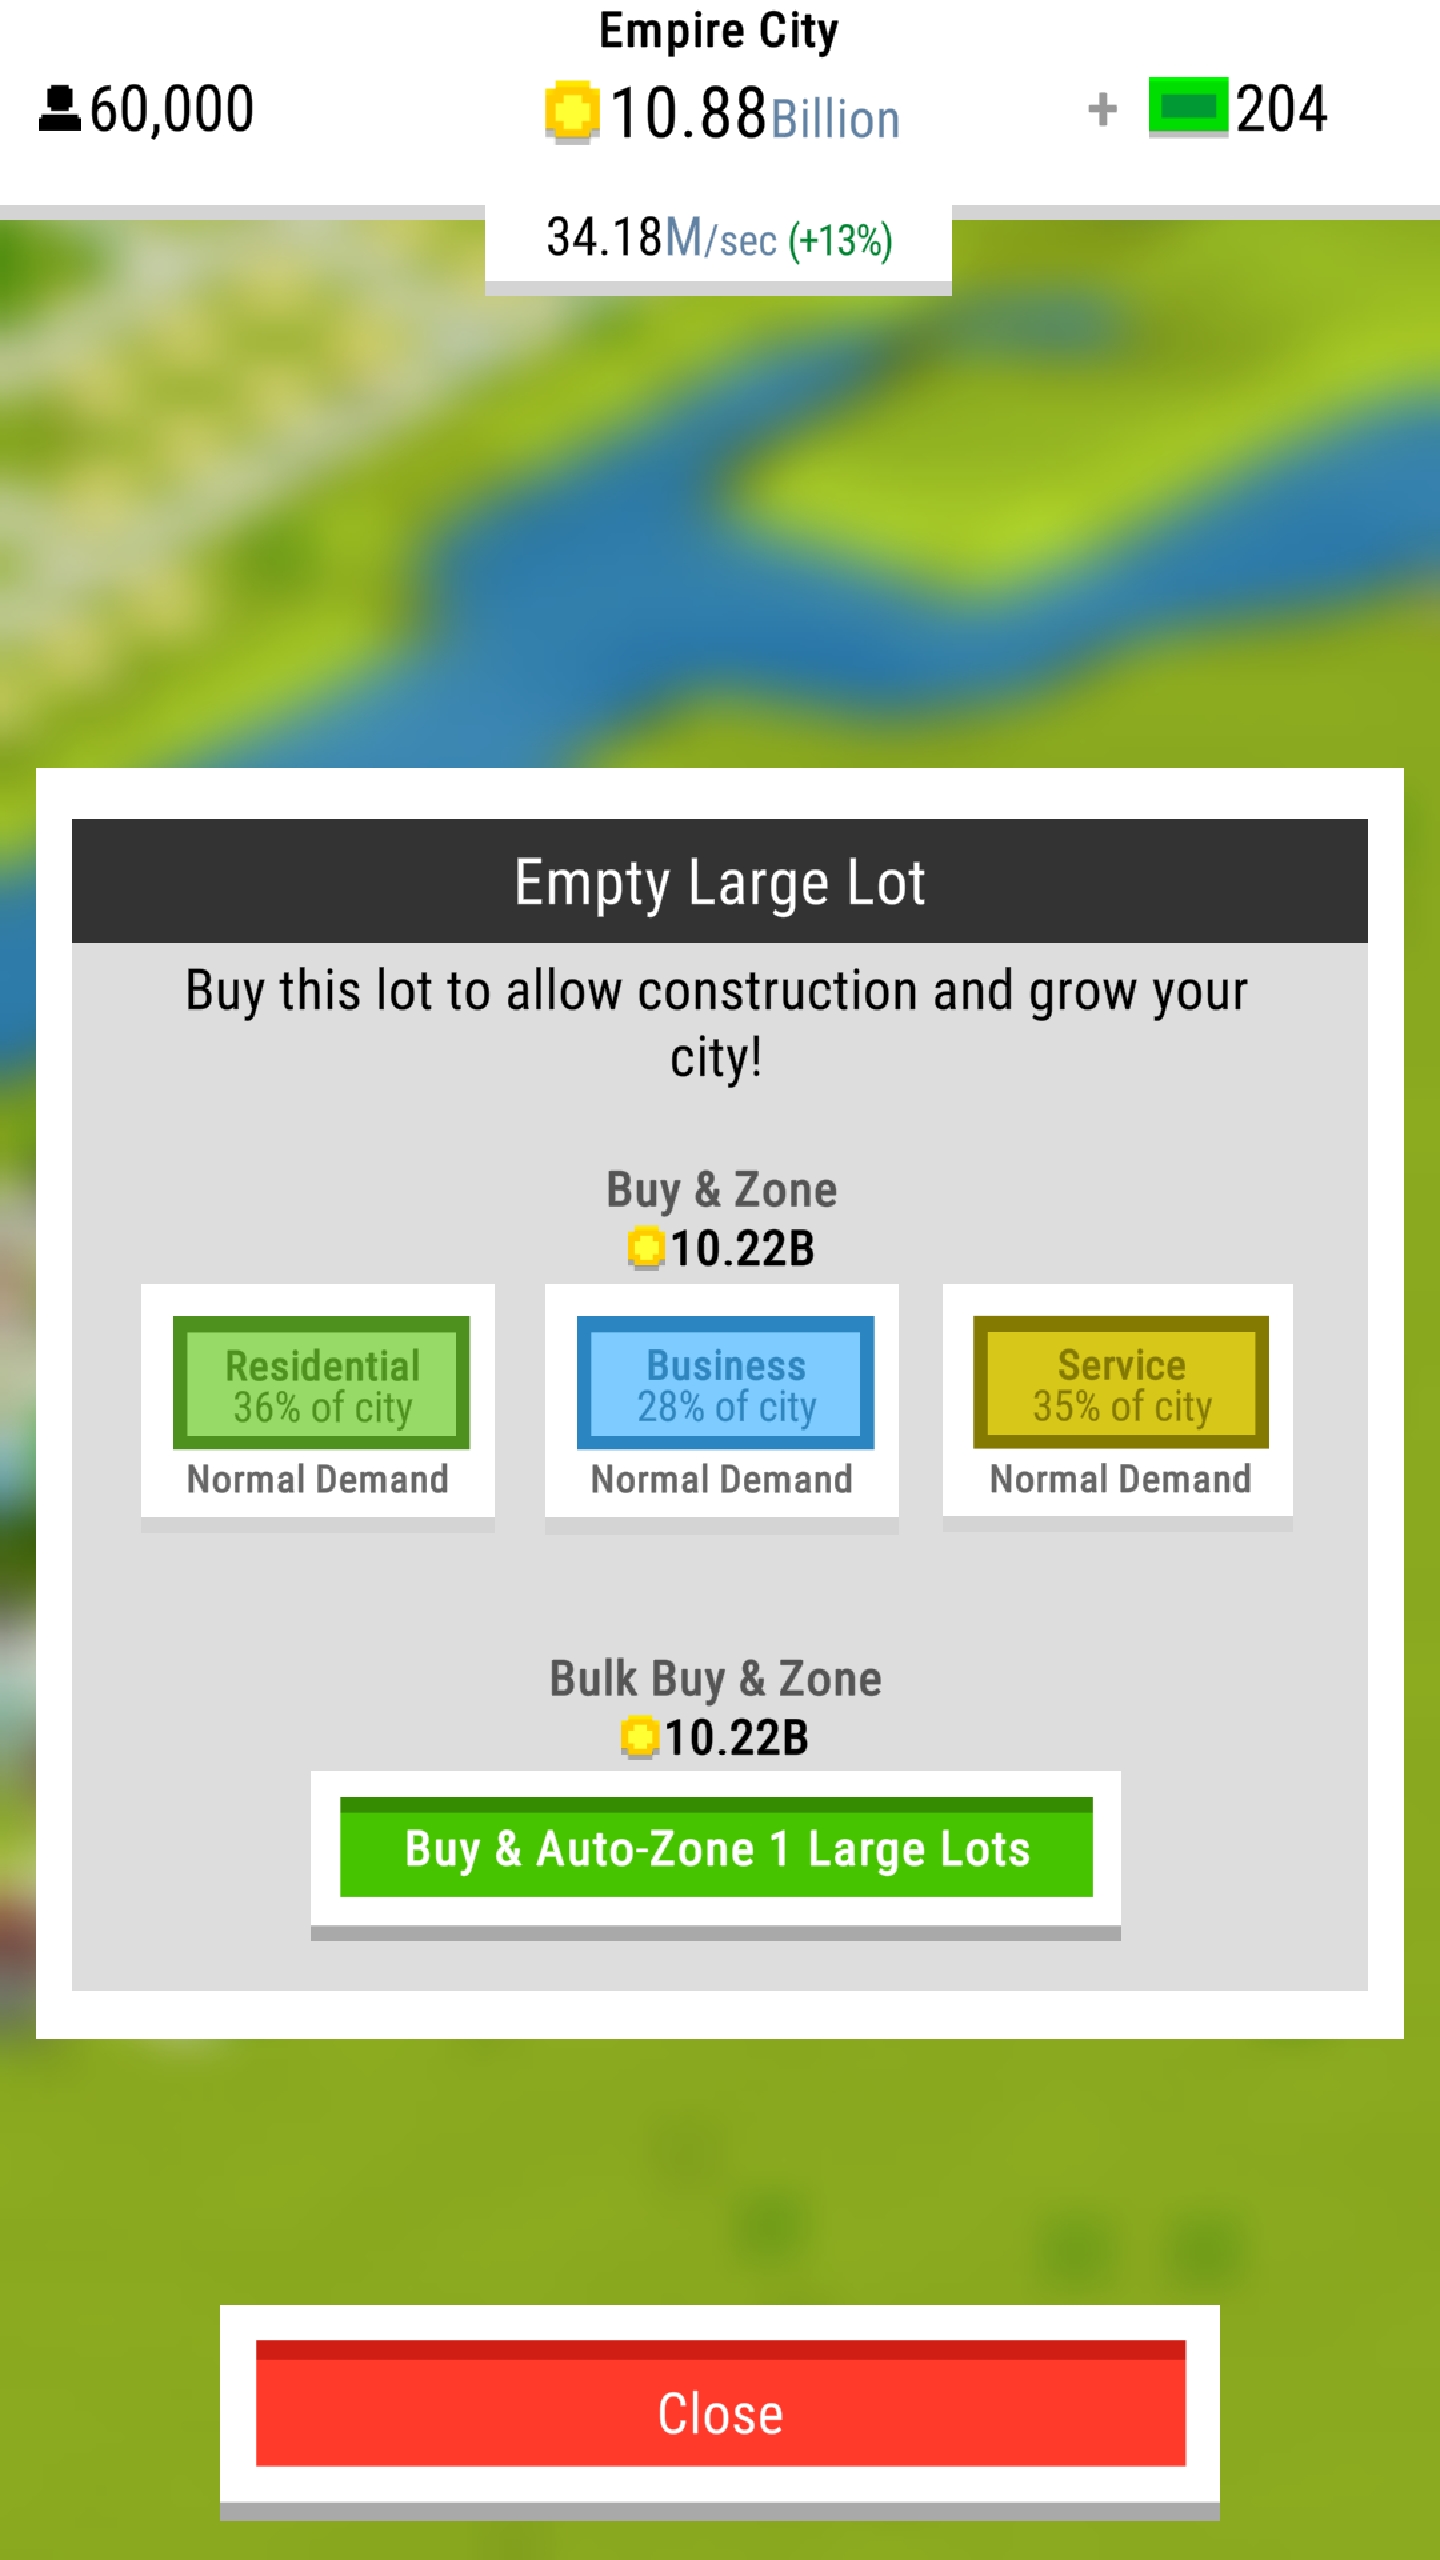 Empire City
60,000
10.88Billion
+ 204
34.18M/sec (+13%)
Empty Large Lot
Buy this lot to allow construction and grow your
city!
Buy & Zone
10.22B
Residential
36% of city
Normal Demand
Business
28% of city
Normal Demand
Service
35% of city
Normal Demand
Bulk Buy & Zone
10.22B
Buy & Auto-Zone 1 Large Lots
Close